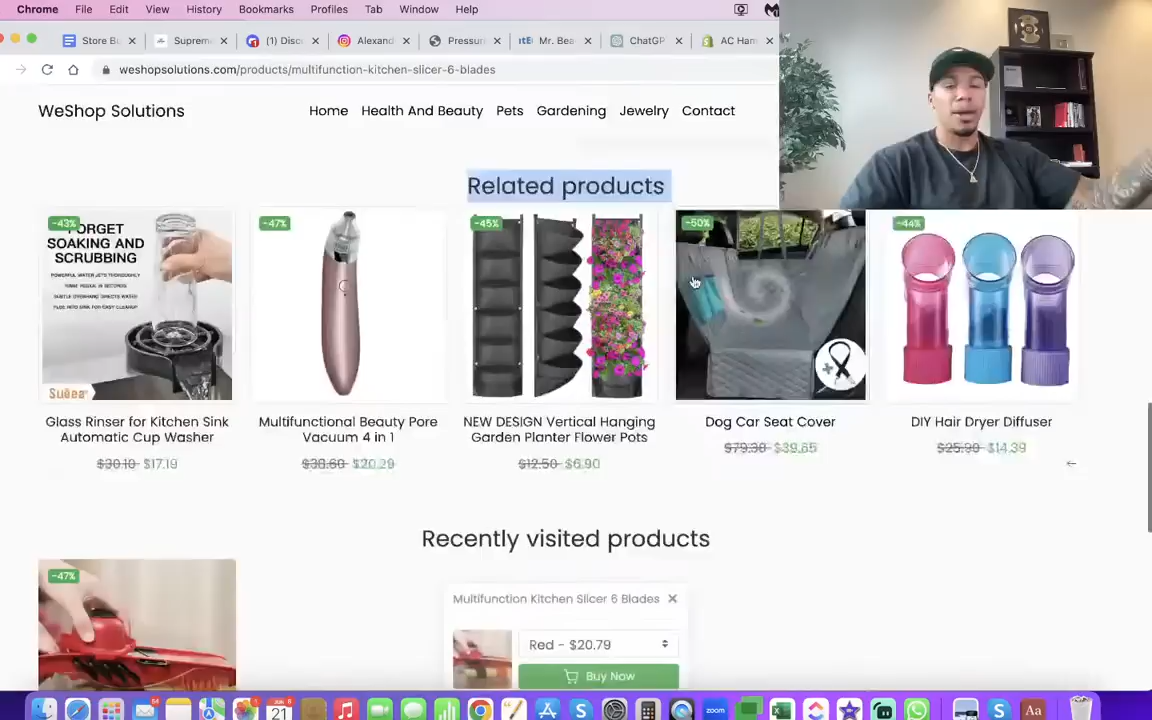 Chrome File Edit View History Bookmarks Profiles Tab Window Help
Store Bu (1) Disc Alexand Pressur Mr. Bea ChatGP AC Ham
Suprem
weshopsolutions.com/products/multifunction-kitchen-slicer-6-blades
WeShop Solutions
Home Health And Beauty Pets Gardening Jewelry Contact
Related products
-43%
FORGET
SOAKING AND
SCRUBBING
POWERFUL WATER JETS THOROUGHLY
Sueea
-47%
-45%
-50%
-44%
Glass Rinser for Kitchen Sink
Automatic Cup Washer
$30.10 $17.19
Multifunctional Beauty Pore
Vacuum 4 in 1
$38.60 $20.29
NEW DESIGN Vertical Hanging
Garden Planter Flower Pots
$12.50 $6.90
Dog Car Seat Cover
$79.30 $39.65
DIY Hair Dryer Diffuser
$25.90 $14.39
Recently visited products
-47%
Multifunction Kitchen Slicer 6 Blades
Red - $20.79
Buy Now
21
zoom
Aa